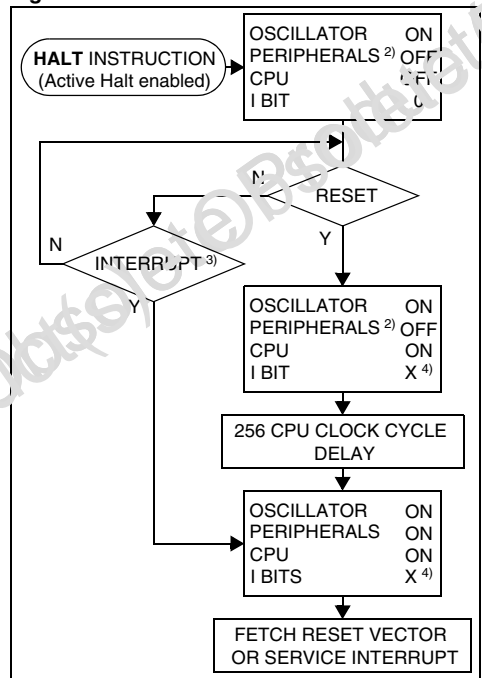 HALT INSTRUCTION
(Active Halt enabled)
OSCILLATOR ON
PERIPHERALS 2) OFF
CPU OFF
I BIT 0
N
RESET
N
INTERRUPT 3)
Y
Y
OSCILLATOR ON
PERIPHERALS 2) OFF
CPU ON
I BIT X 4)
256 CPU CLOCK CYCLE
DELAY
OSCILLATOR ON
PERIPHERALS ON
CPU ON
I BITS X 4)
FETCH RESET VECTOR
OR SERVICE INTERRUPT